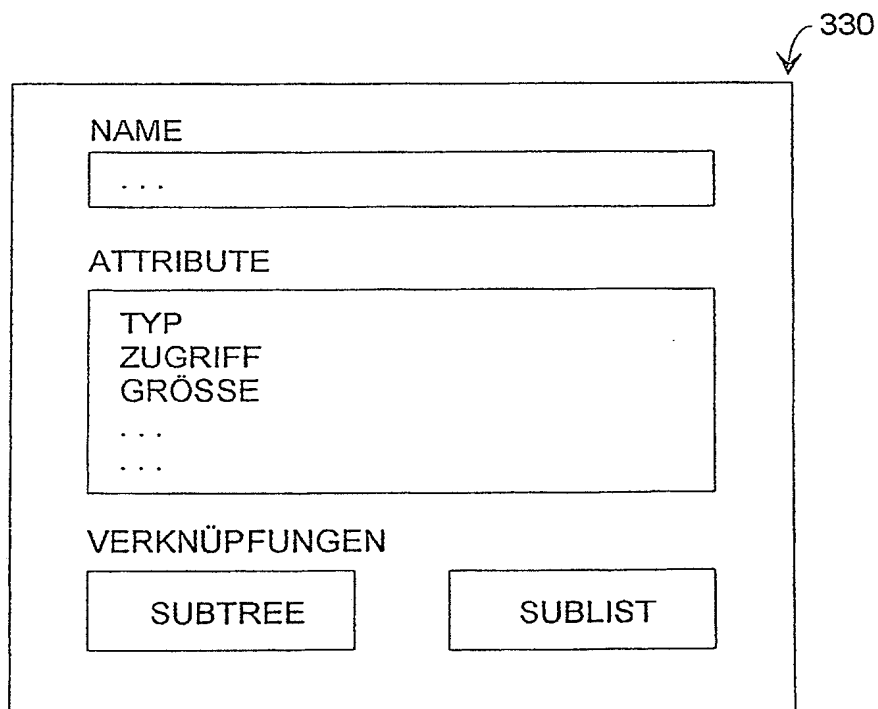 330
NAME
. . .
ATTRIBUTE
TYP
ZUGRIFF
GRÖSSE
. . .
. . .
VERKNÜPFUNGEN
SUBTREE SUBLIST